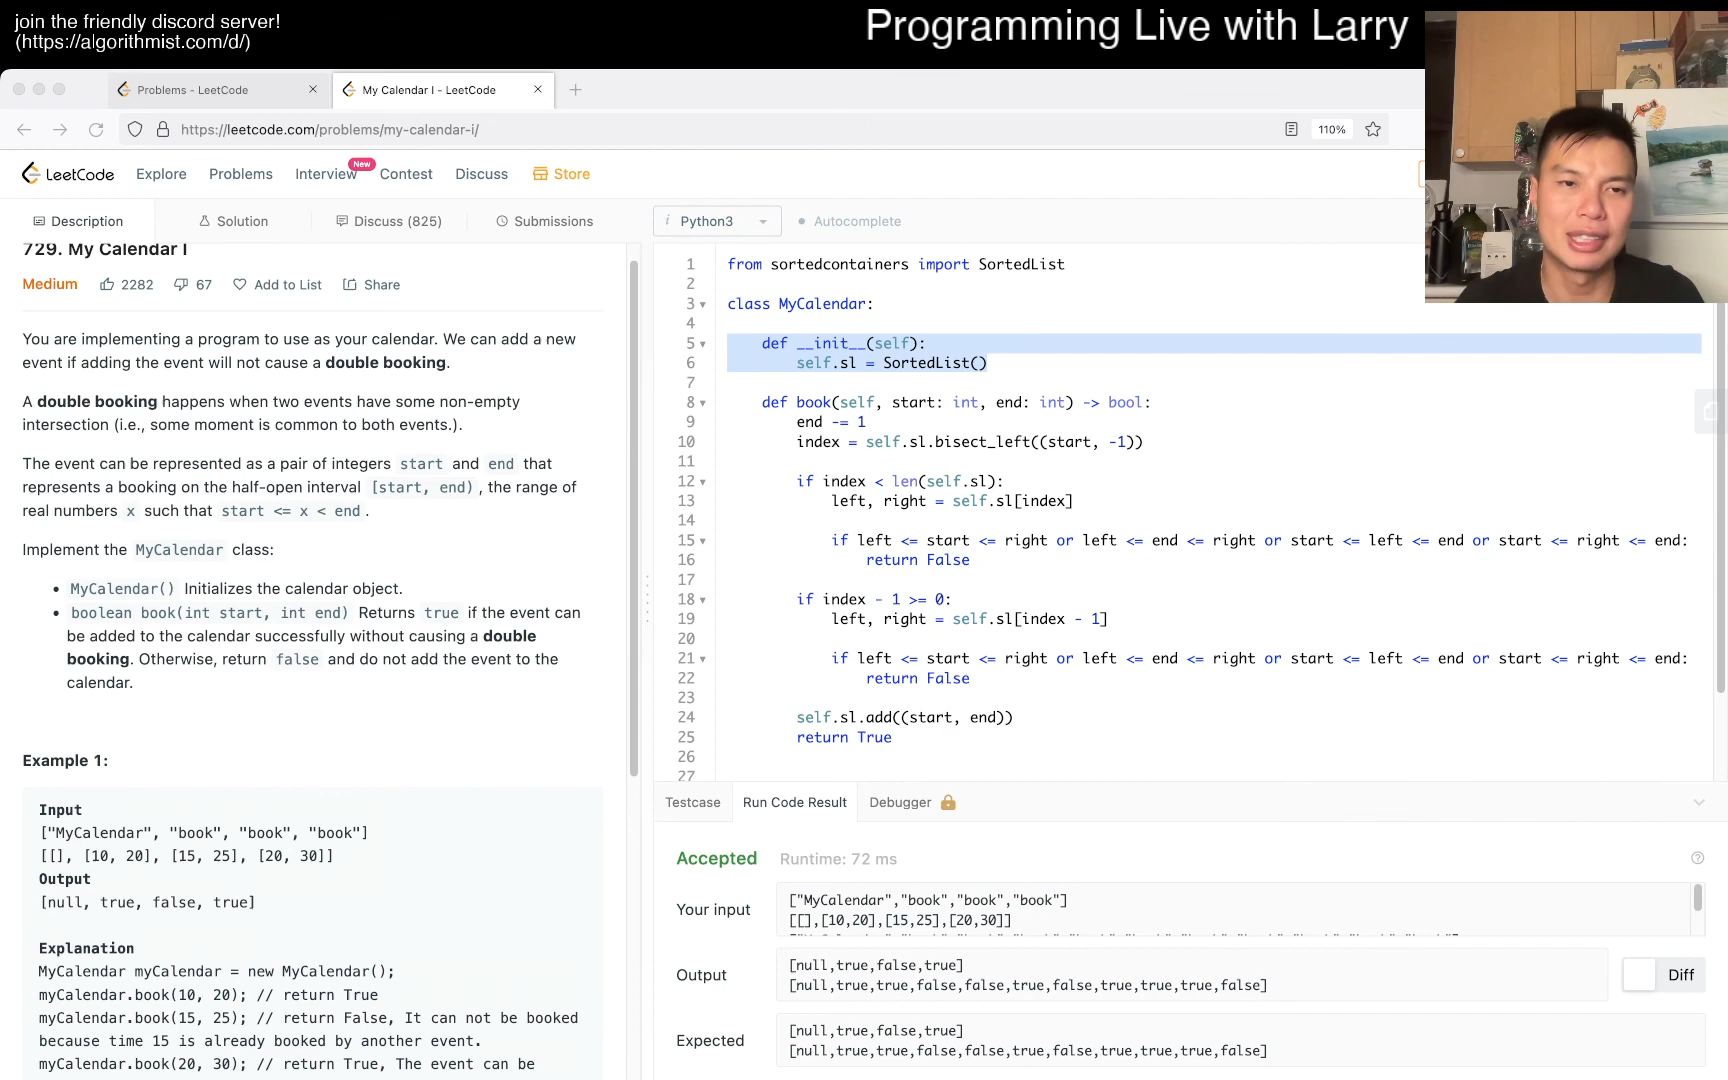 join the friendly discord server!
(https://algorithmist.com/d/)
Programming Live with Larry
Problems - LeetCode
My Calendar I - LeetCode
https://leetcode.com/problems/my-calendar-i/
110%
LeetCode
Explore
Problems
Interview
New
Contest
Discuss
Store
Description
Solution
Discuss (825)
Submissions
i Python3
Autocomplete
729. My Calendar I
Medium
2282
67
Add to List
Share
You are implementing a program to use as your calendar. We can add a new
event if adding the event will not cause a double booking.
A double booking happens when two events have some non-empty
intersection (i.e., some moment is common to both events.).
The event can be represented as a pair of integers start and end that
represents a booking on the half-open interval [start, end), the range of
real numbers x such that start <= x < end.
Implement the MyCalendar class:
• MyCalendar() Initializes the calendar object.
• boolean book(int start, int end) Returns true if the event can
be added to the calendar successfully without causing a double
booking. Otherwise, return false and do not add the event to the
calendar.
Example 1:
Input
["MyCalendar", "book", "book", "book"]
[[], [10, 20], [15, 25], [20, 30]]
Output
[null, true, false, true]
Explanation
MyCalendar myCalendar = new MyCalendar();
myCalendar.book(10, 20); // return True
myCalendar.book(15, 25); // return False, It can not be booked
because time 15 is already booked by another event.
myCalendar.book(20, 30); // return True, The event can be
1 from sortedcontainers import SortedList
2
3 class MyCalendar:
4
5 def __init__(self):
6 self.sl = SortedList()
7
8 def book(self, start: int, end: int) -> bool:
9 end -= 1
10 index = self.sl.bisect_left((start, -1))
11
12 if index < len(self.sl):
13 left, right = self.sl[index]
14
15 if left <= start <= right or left <= end <= right or start <= left <= end or start <= right <= end:
16 return False
17
18 if index - 1 >= 0:
19 left, right = self.sl[index - 1]
20
21 if left <= start <= right or left <= end <= right or start <= left <= end or start <= right <= end:
22 return False
23
24 self.sl.add((start, end))
25 return True
26
27
Testcase
Run Code Result
Debugger
Accepted
Runtime: 72 ms
Your input
["MyCalendar","book","book","book"]
[[],[10,20],[15,25],[20,30]]
Output
[null,true,false,true]
[null,true,true,false,false,true,false,true,true,true,false]
Diff
Expected
[null,true,false,true]
[null,true,true,false,false,true,false,true,true,true,false]